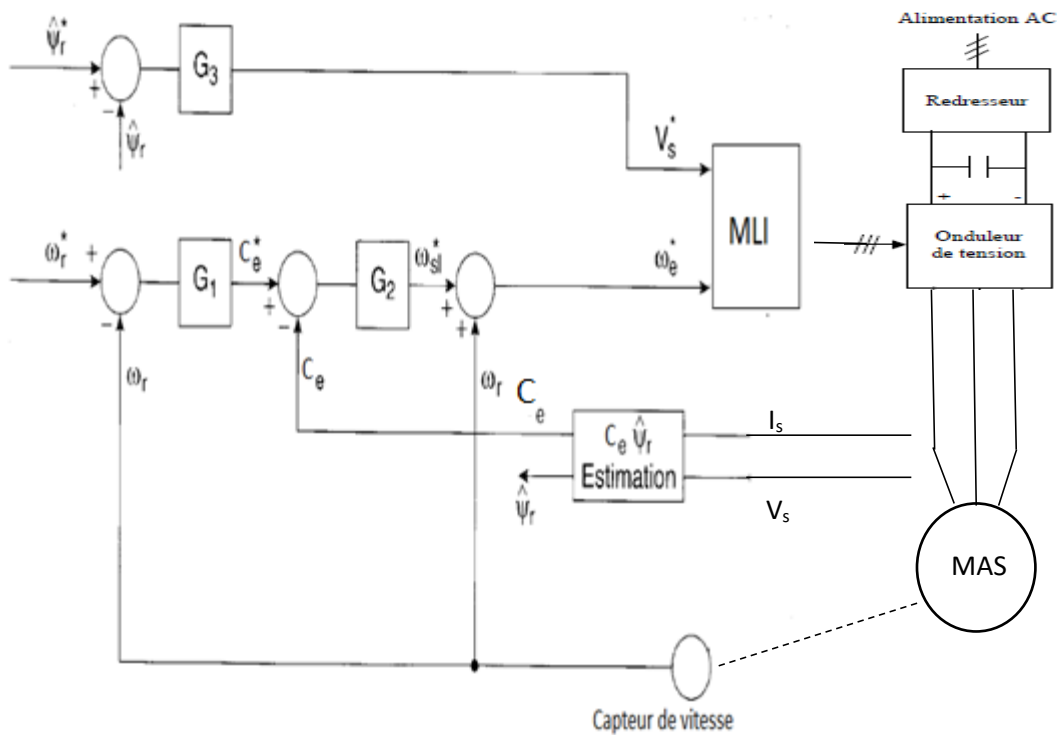 Alimentation AC
Redresseur
+ -
Onduleur
de tension
ψ̂r*
+
-
ψ̂r
G3
Vs*
MLI
ωr*
+
-
ωr
G1
Ce*
+
-
Ce
G2
ωsl*
+
+
ωr
ωe*
Ce
Ce ψ̂r
Estimation
ψ̂r
Is
Vs
MAS
Capteur de vitesse